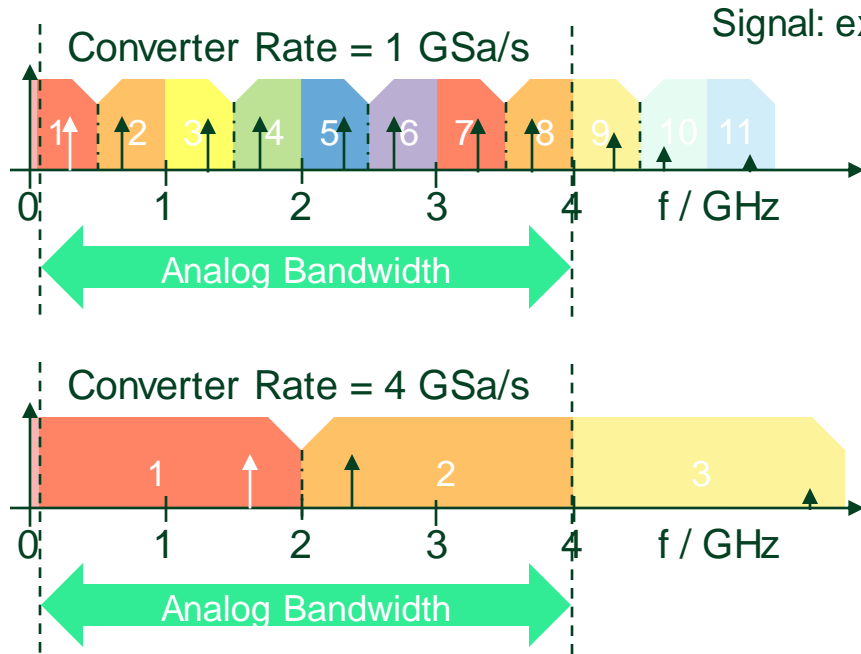 Signal: ex
Converter Rate = 1 GSa/s
1 2 3 4 5 6 7 8 9 10 11
0 1 2 3 4 f / GHz
Analog Bandwidth
Converter Rate = 4 GSa/s
1 2 3
0 1 2 3 4 f / GHz
Analog Bandwidth